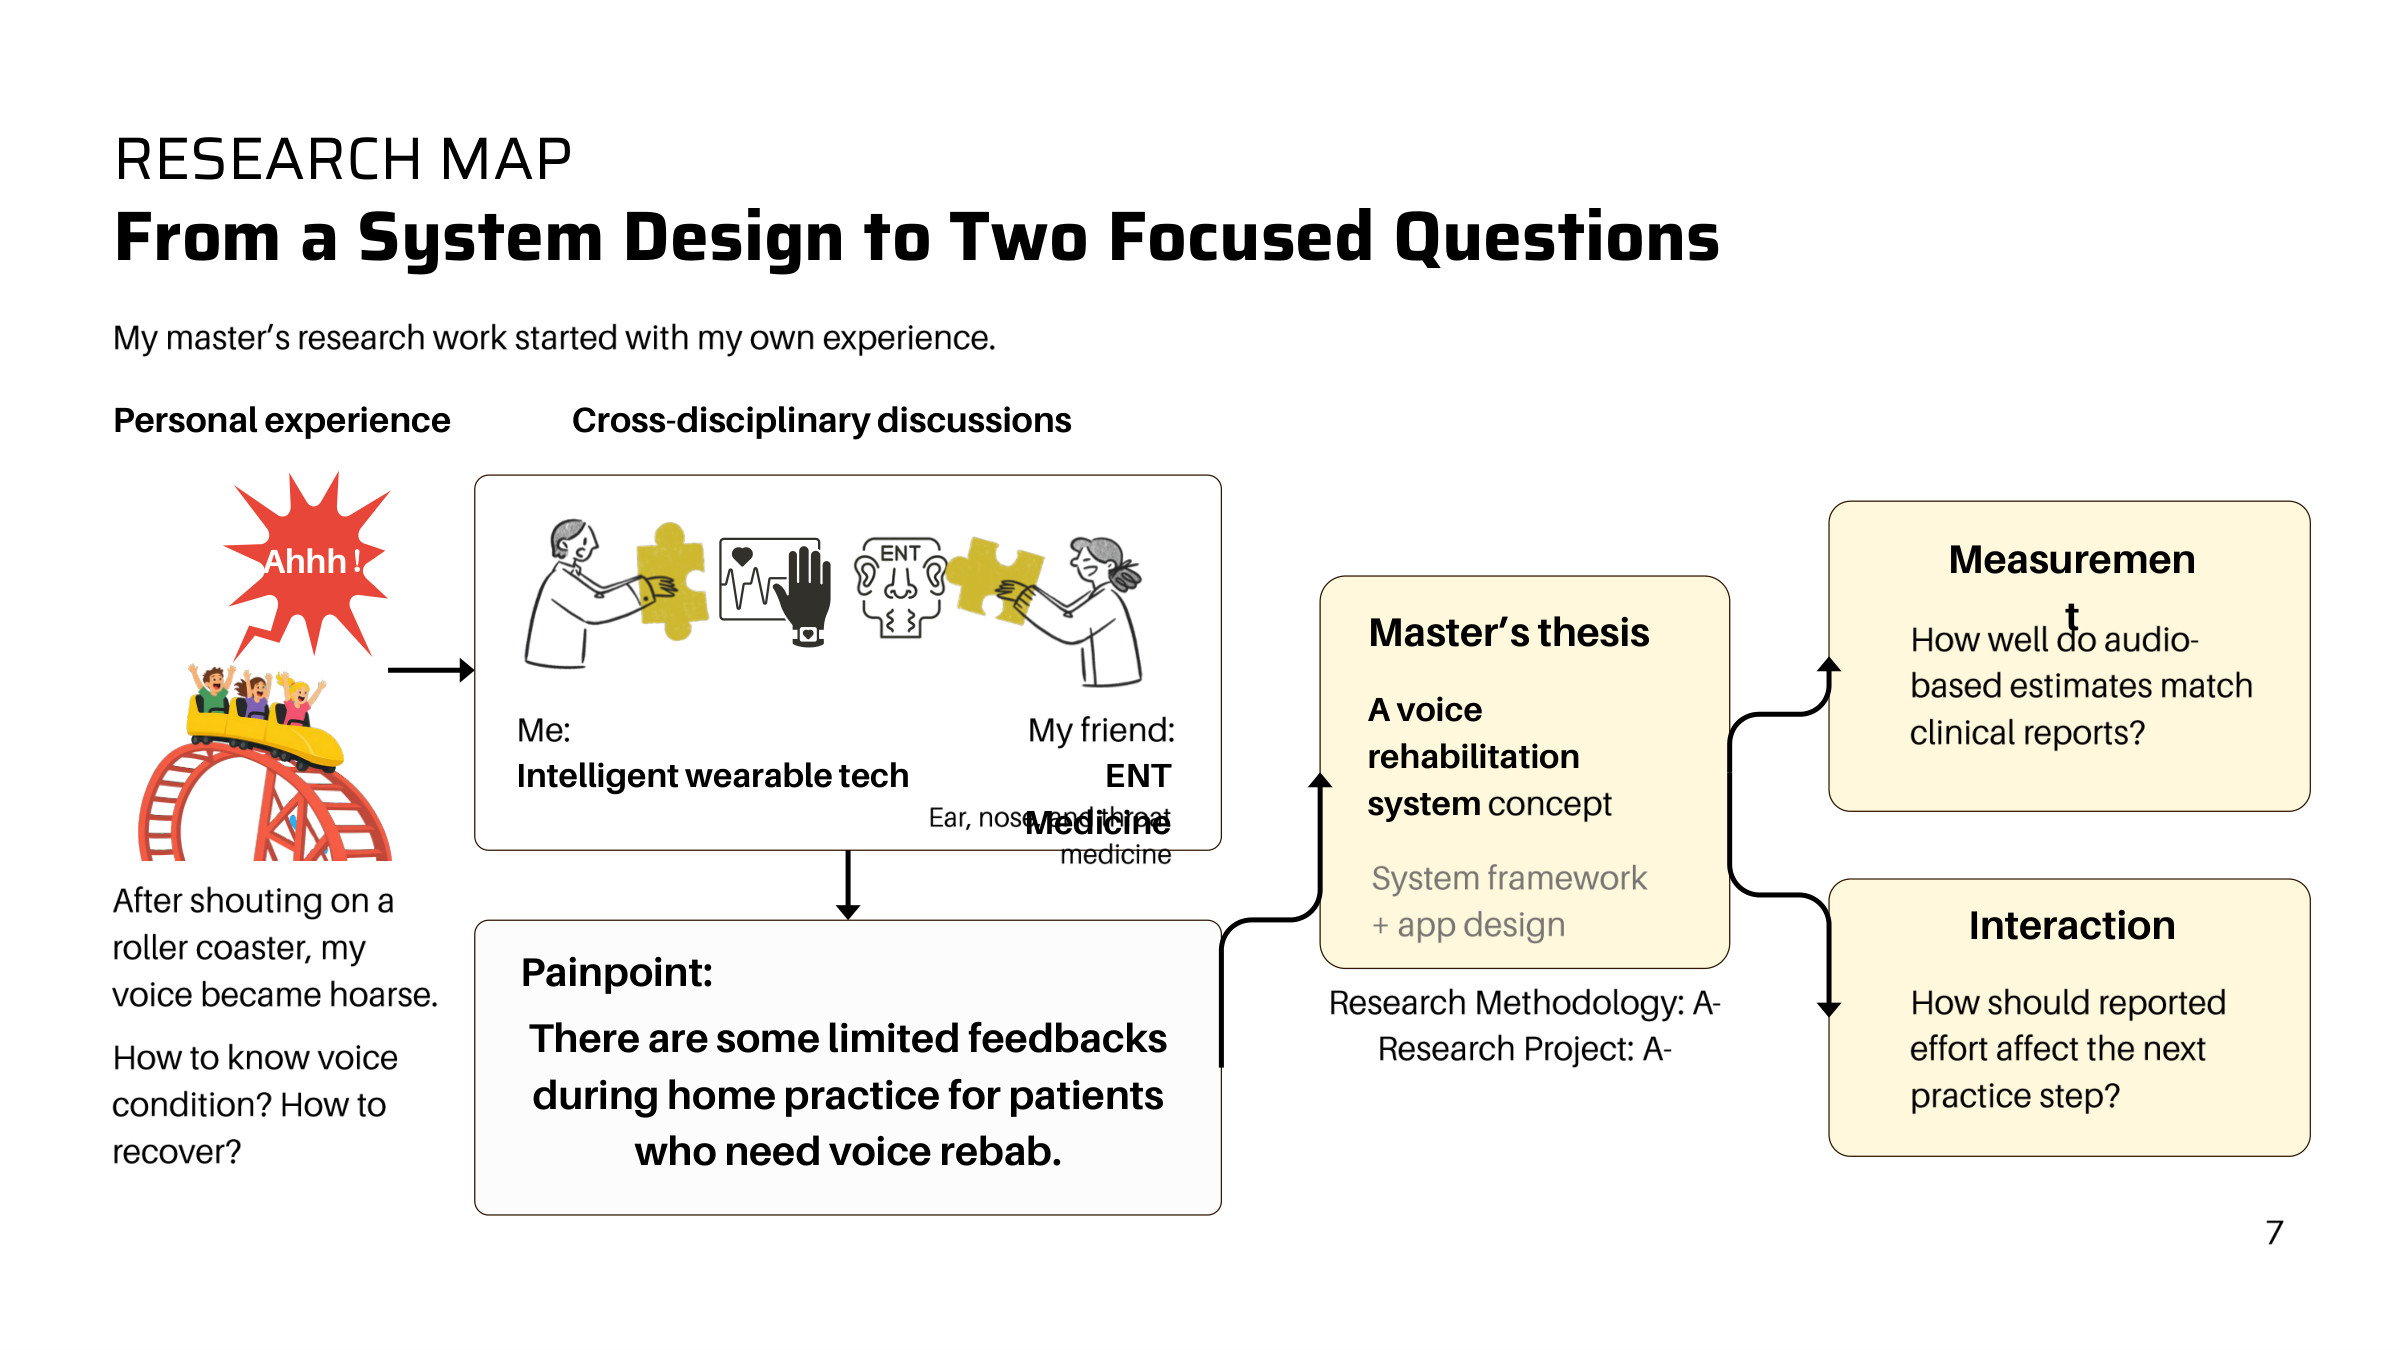 RESEARCH MAP
From a System Design to Two Focused Questions
My master’s research work started with my own experience.
Personal experience
Ahhh !
After shouting on a
roller coaster, my
voice became hoarse.
How to know voice
condition? How to
recover?
Cross-disciplinary discussions
ENT
Me:
Intelligent wearable tech
My friend:
ENT
Medicine
Ear, nose, and throat
medicine
Painpoint:
There are some limited feedbacks
during home practice for patients
who need voice rebab.
Master’s thesis
A voice
rehabilitation
system concept
System framework
+ app design
Research Methodology: A-
Research Project: A-
Measuremen
t
How well do audio-
based estimates match
clinical reports?
Interaction
How should reported
effort affect the next
practice step?
7